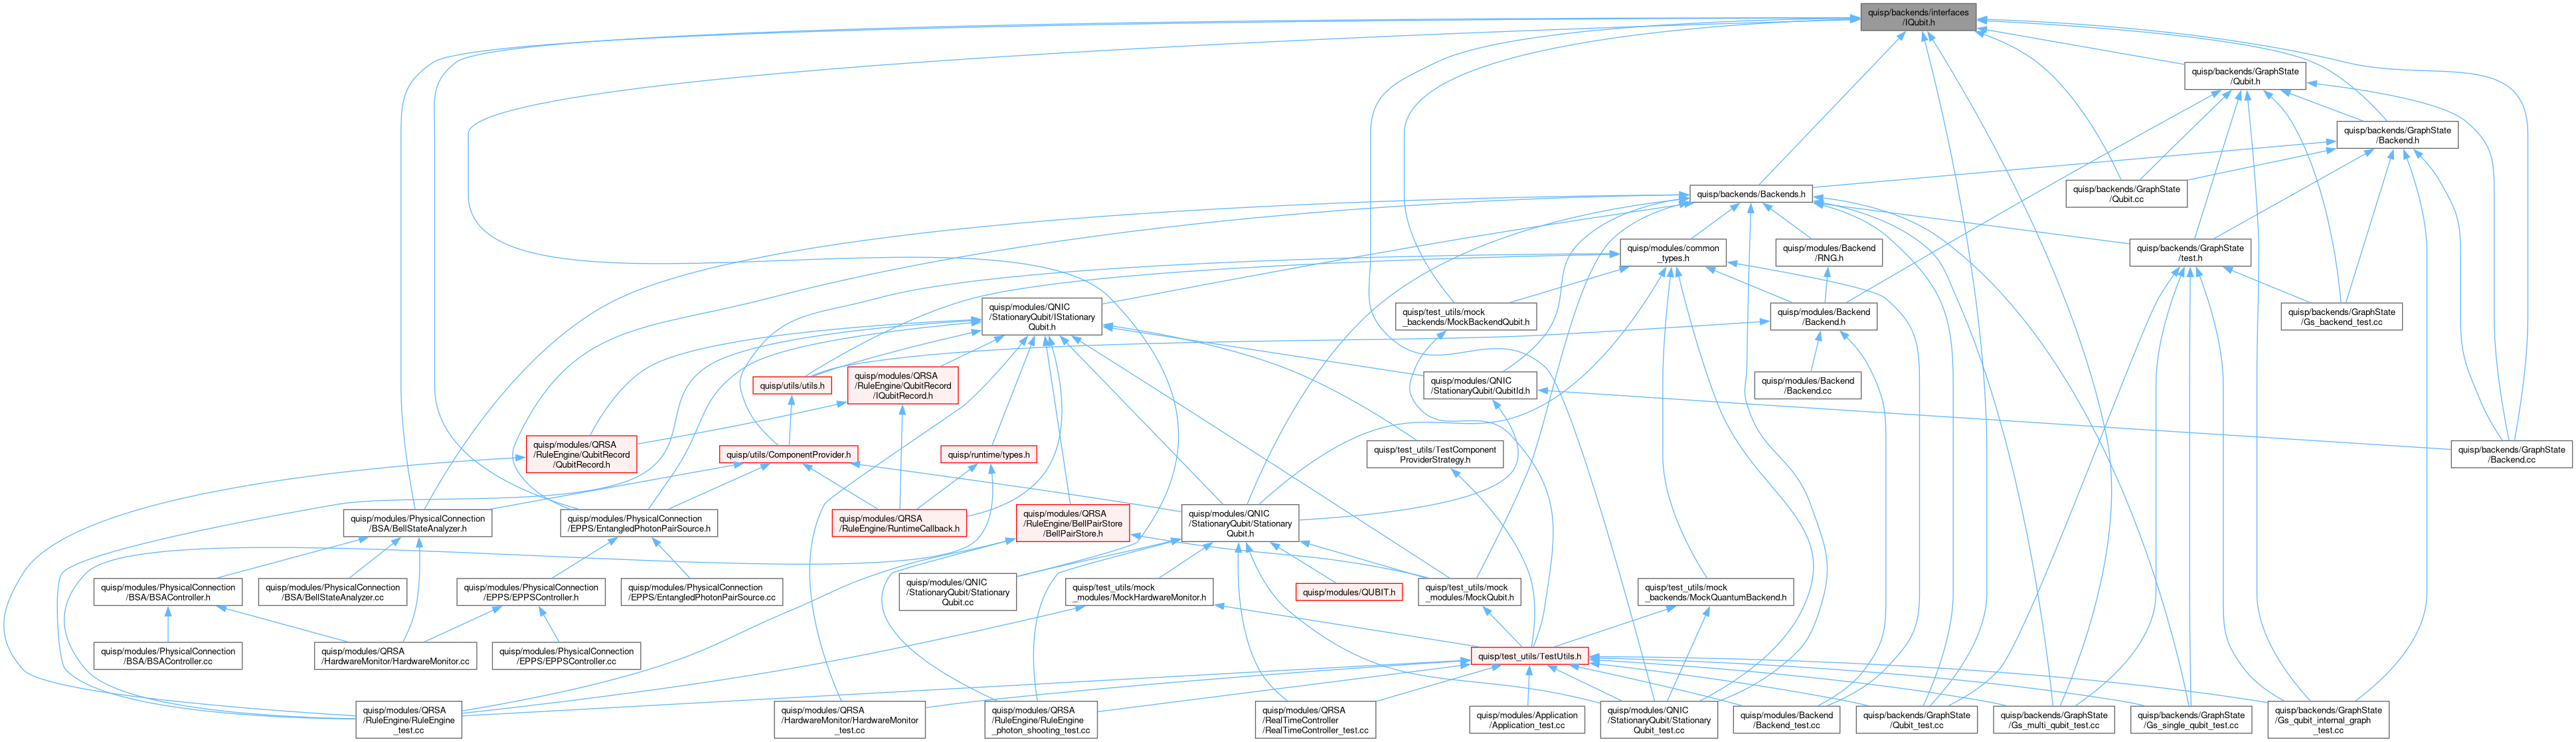 quisp/backends/interfaces
/IQubit.h
quisp/backends/GraphState
/Qubit.h
quisp/backends/GraphState
/Backend.h
quisp/backends/Backends.h
quisp/backends/GraphState
/Qubit.cc
quisp/modules/common
_types.h
quisp/modules/Backend
/RNG.h
quisp/backends/GraphState
/test.h
quisp/modules/QNIC
/StationaryQubit/IStationary
Qubit.h
quisp/test_utils/mock
_backends/MockBackendQubit.h
quisp/modules/Backend
/Backend.h
quisp/backends/GraphState
/Gs_backend_test.cc
quisp/utils/utils.h
quisp/modules/QRSA
/RuleEngine/QubitRecord
/IQubitRecord.h
quisp/modules/QNIC
/StationaryQubit/QubitId.h
quisp/modules/Backend
/Backend.cc
quisp/modules/QRSA
/RuleEngine/QubitRecord
/QubitRecord.h
quisp/utils/ComponentProvider.h
quisp/runtime/types.h
quisp/test_utils/TestComponent
ProviderStrategy.h
quisp/backends/GraphState
/Backend.cc
quisp/modules/PhysicalConnection
/BSA/BellStateAnalyzer.h
quisp/modules/PhysicalConnection
/EPPS/EntangledPhotonPairSource.h
quisp/modules/QRSA
/RuleEngine/RuntimeCallback.h
quisp/modules/QRSA
/RuleEngine/BellPairStore
/BellPairStore.h
quisp/modules/QNIC
/StationaryQubit/Stationary
Qubit.h
quisp/modules/PhysicalConnection
/BSA/BSAController.h
quisp/modules/PhysicalConnection
/BSA/BellStateAnalyzer.cc
quisp/modules/PhysicalConnection
/EPPS/EPPSController.h
quisp/modules/PhysicalConnection
/EPPS/EntangledPhotonPairSource.cc
quisp/modules/QNIC
/StationaryQubit/Stationary
Qubit.cc
quisp/test_utils/mock
_modules/MockHardwareMonitor.h
quisp/modules/QUBIT.h
quisp/test_utils/mock
_modules/MockQubit.h
quisp/test_utils/mock
_backends/MockQuantumBackend.h
quisp/modules/PhysicalConnection
/BSA/BSAController.cc
quisp/modules/QRSA
/HardwareMonitor/HardwareMonitor.cc
quisp/modules/PhysicalConnection
/EPPS/EPPSController.cc
quisp/test_utils/TestUtils.h
quisp/modules/QRSA
/RuleEngine/RuleEngine
_test.cc
quisp/modules/QRSA
/HardwareMonitor/HardwareMonitor
_test.cc
quisp/modules/QRSA
/RuleEngine/RuleEngine
_photon_shooting_test.cc
quisp/modules/QRSA
/RealTimeController
/RealTimeController_test.cc
quisp/modules/Application
/Application_test.cc
quisp/modules/QNIC
/StationaryQubit/Stationary
Qubit_test.cc
quisp/modules/Backend
/Backend_test.cc
quisp/backends/GraphState
/Qubit_test.cc
quisp/backends/GraphState
/Gs_multi_qubit_test.cc
quisp/backends/GraphState
/Gs_single_qubit_test.cc
quisp/backends/GraphState
/Gs_qubit_internal_graph
_test.cc